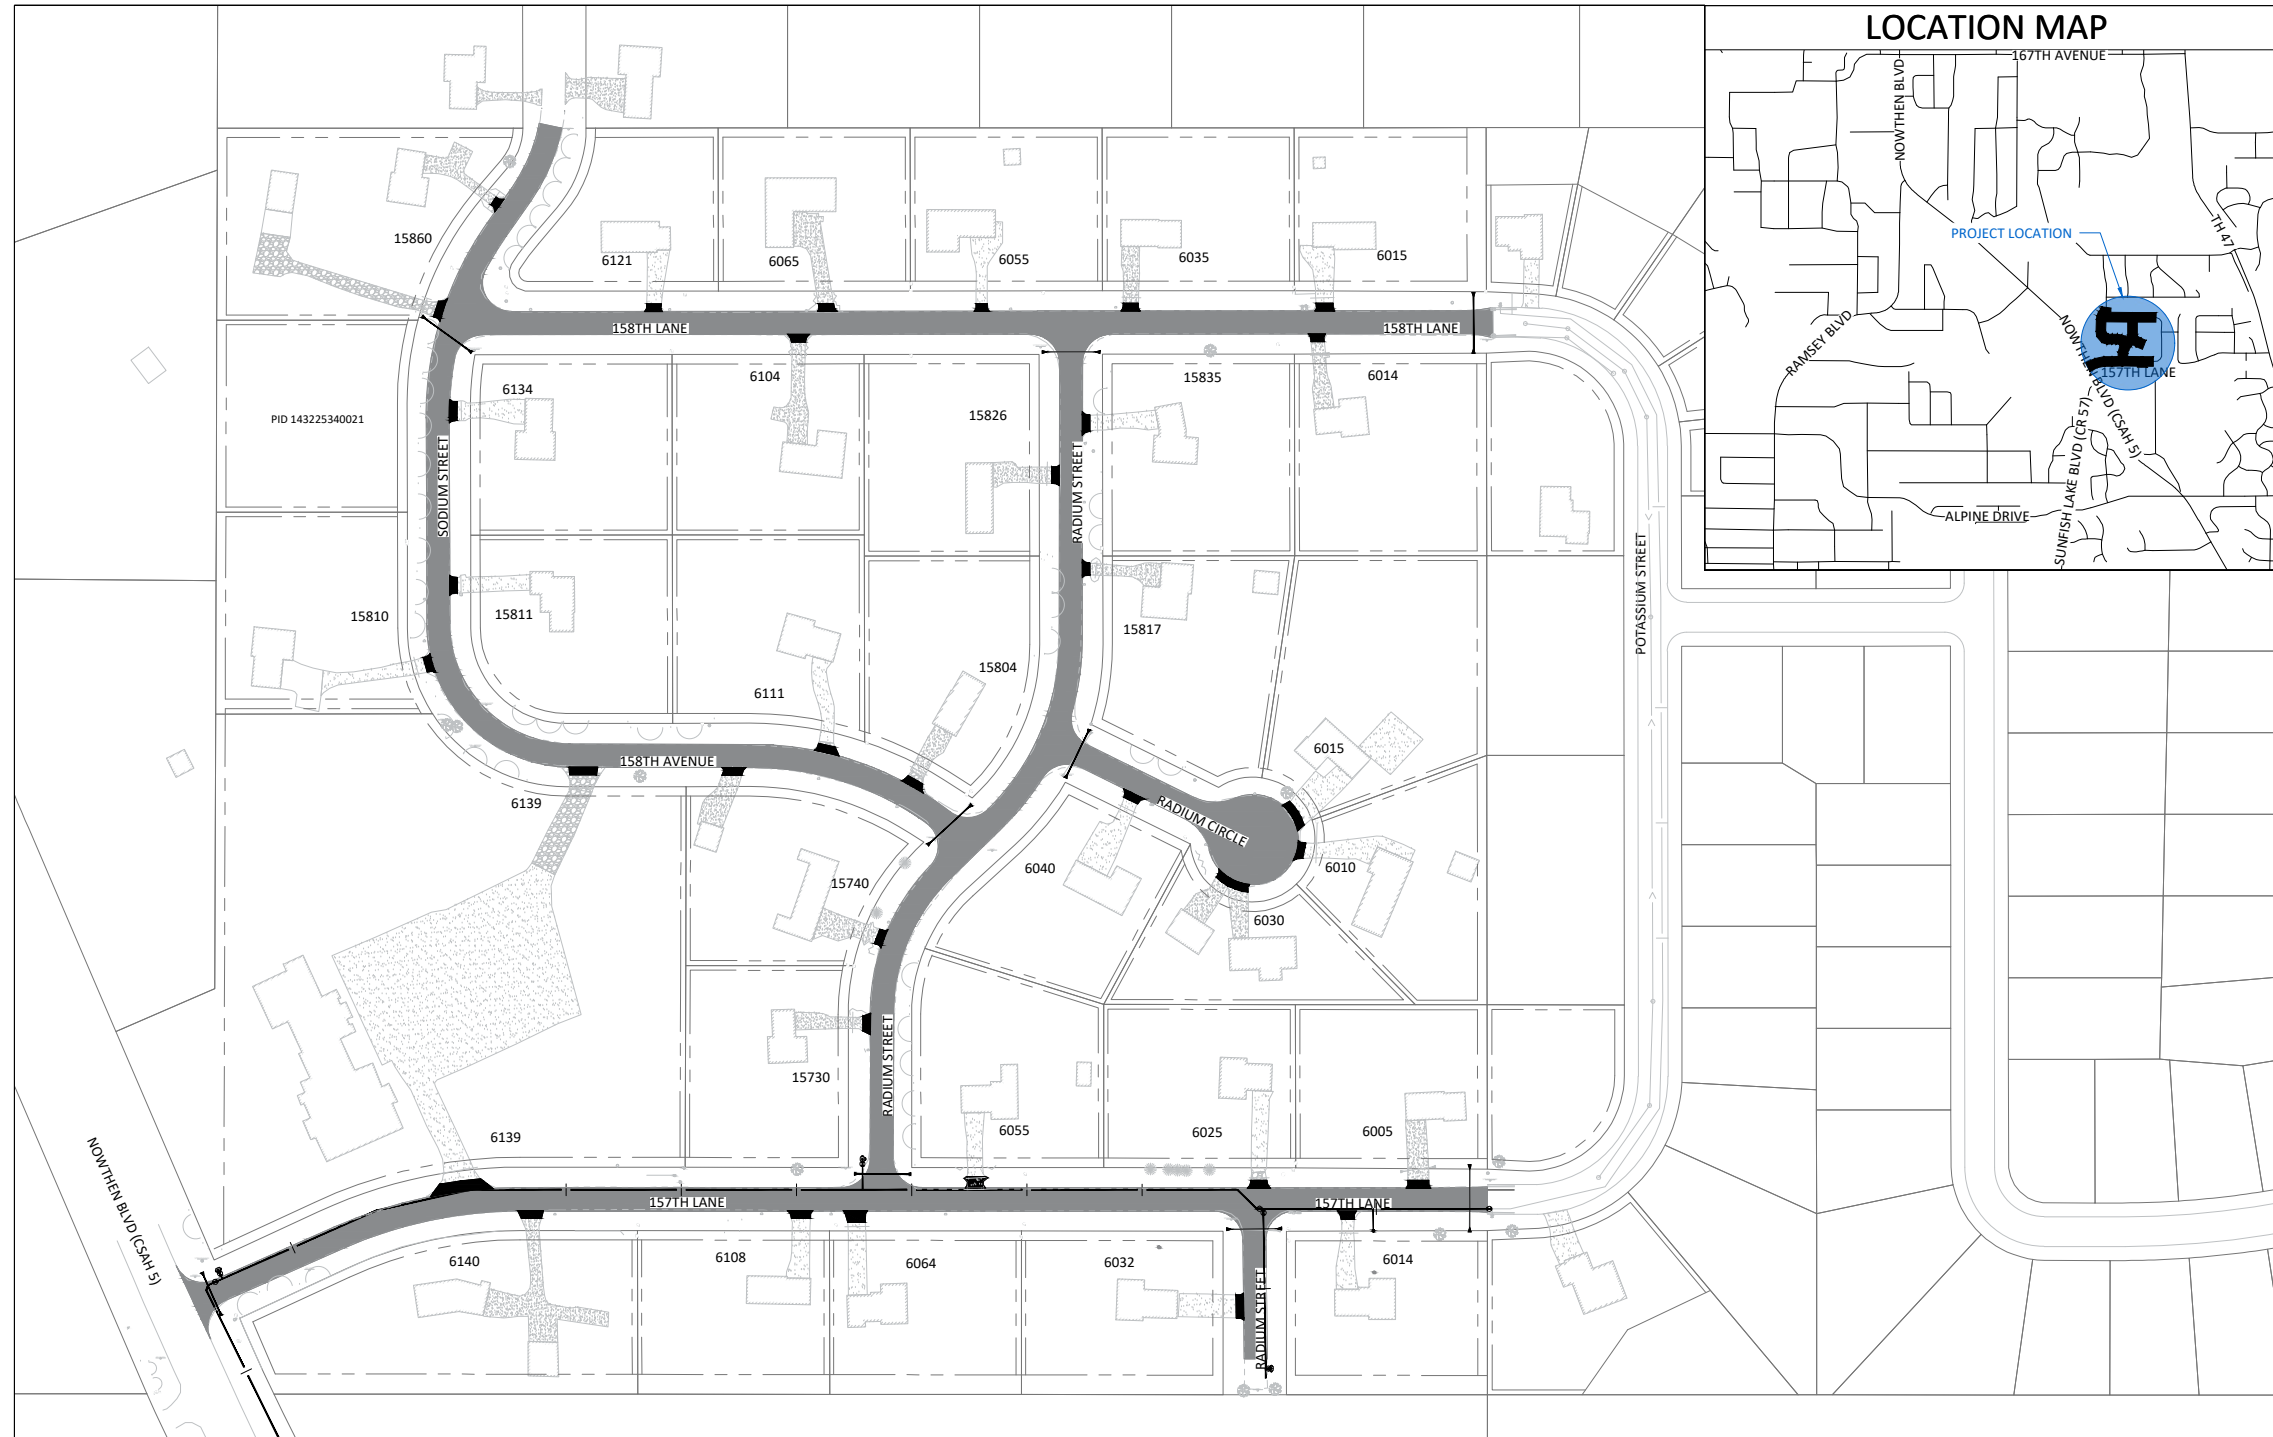 LOCATION MAP
167TH AVENUE
NOWTHEN BLVD
TH 47
PROJECT LOCATION
RAMSEY BLVD
NOWTHEN BLVD (CSAH 5)
157TH LANE
SUNFISH LAKE BLVD (CR 57)
ALPINE DRIVE
15860
6121
6065
6055
6035
6015
158TH LANE
158TH LANE
6134
6104
15826
15835
6014
PID 143225340021
SODIUM STREET
RADIUM STREET
POTASSIUM STREET
15810
15811
15817
15804
6111
6015
158TH AVENUE
6139
RADIUM CIRCLE
6040
6010
15740
6030
RADIUM STREET
15730
6139
6055
6025
6005
NOWTHEN BLVD (CSAH 5)
157TH LANE
157TH LANE
6140
6108
6064
6032
6014
RADIUM STREET